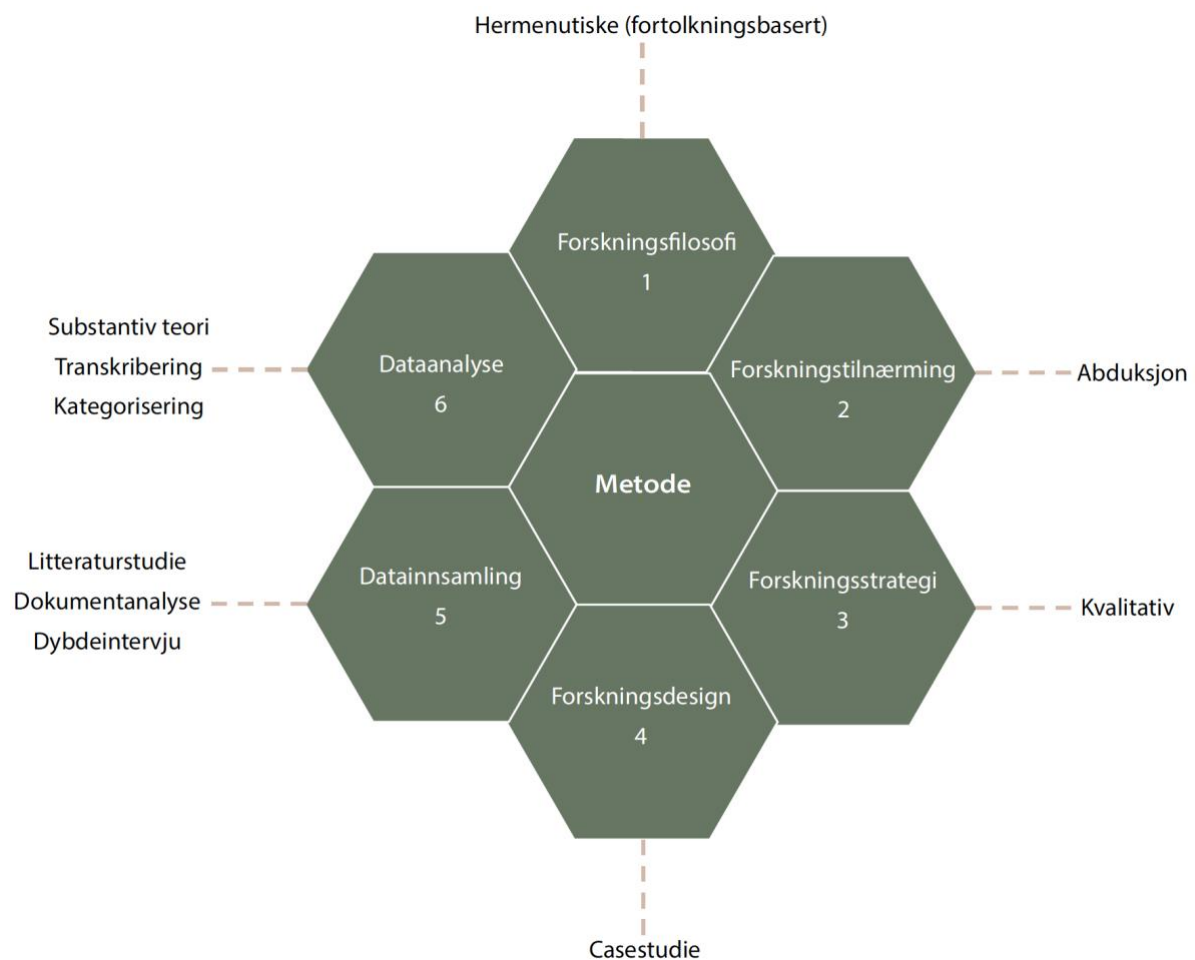 Hermenutiske (fortolkningsbasert)
Forskningsfilosofi
1
Forskningstilnærming
2
Abduksjon
Forskningsstrategi
3
Kvalitativ
Forskningsdesign
4
Casestudie
Datainnsamling
5
Litteraturstudie
Dokumentanalyse
Dybdeintervju
Dataanalyse
6
Substantiv teori
Transkribering
Kategorisering
Metode